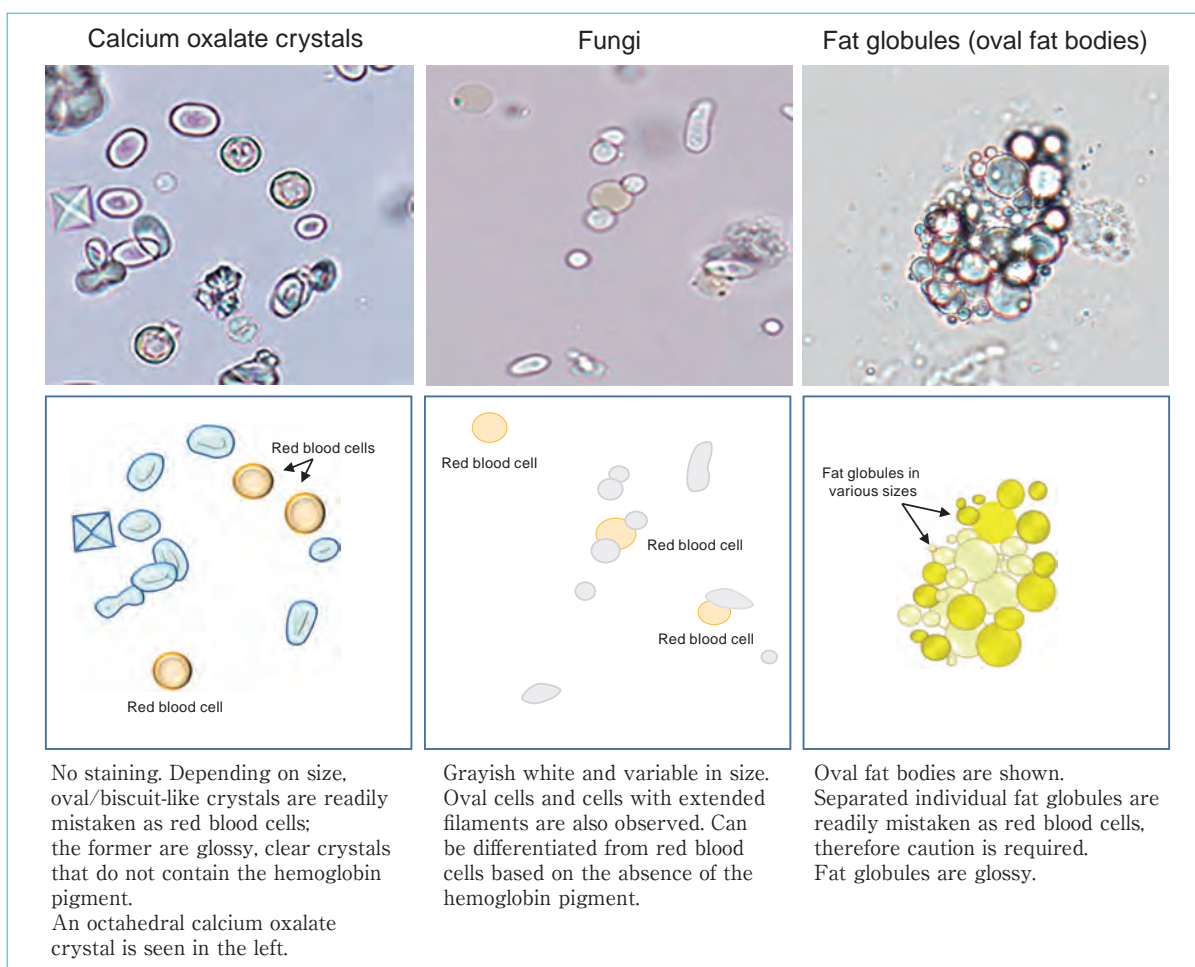 Calcium oxalate crystals
Fungi
Fat globules (oval fat bodies)
Red blood cells
Red blood cell
Red blood cell
Red blood cell
Red blood cell
Fat globules in
various sizes
No staining. Depending on size,
oval/biscuit-like crystals are readily
mistaken as red blood cells;
the former are glossy, clear crystals
that do not contain the hemoglobin
pigment.
An octahedral calcium oxalate
crystal is seen in the left.
Grayish white and variable in size.
Oval cells and cells with extended
filaments are also observed. Can
be differentiated from red blood
cells based on the absence of the
hemoglobin pigment.
Oval fat bodies are shown.
Separated individual fat globules are
readily mistaken as red blood cells,
therefore caution is required.
Fat globules are glossy.